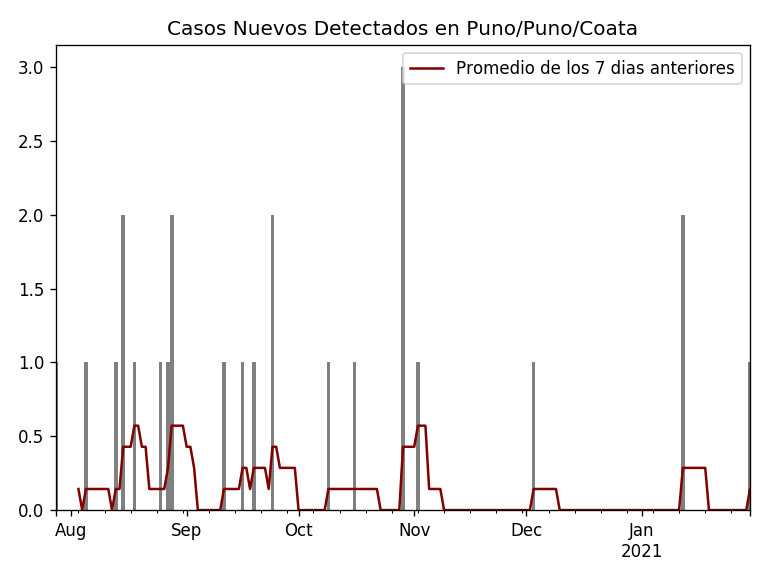 Casos Nuevos Detectados en Puno/Puno/Coata
Promedio de los 7 dias anteriores
3.0
2.5
2.0
1.5
1.0
0.5
0.0
Aug Sep Oct Nov Dec Jan
2021